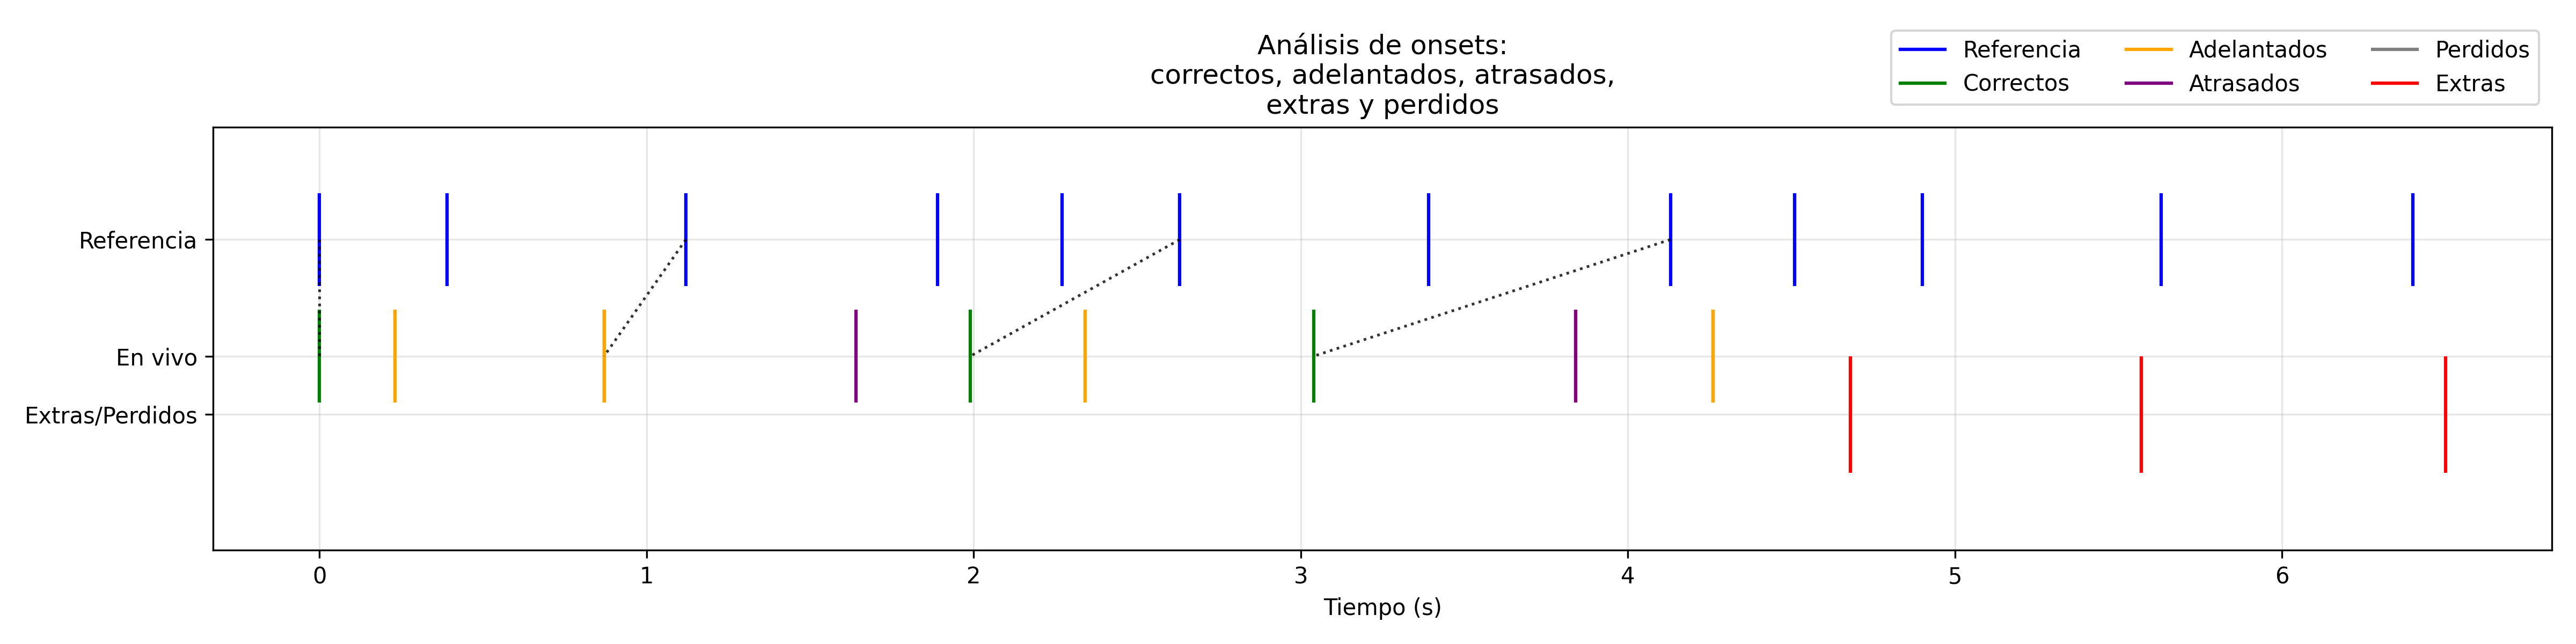 Análisis de onsets:
correctos, adelantados, atrasados,
extras y perdidos
Referencia
Adelantados
Perdidos
Correctos
Atrasados
Extras
Referencia
En vivo
Extras/Perdidos
0 1 2 3 4 5 6
Tiempo (s)